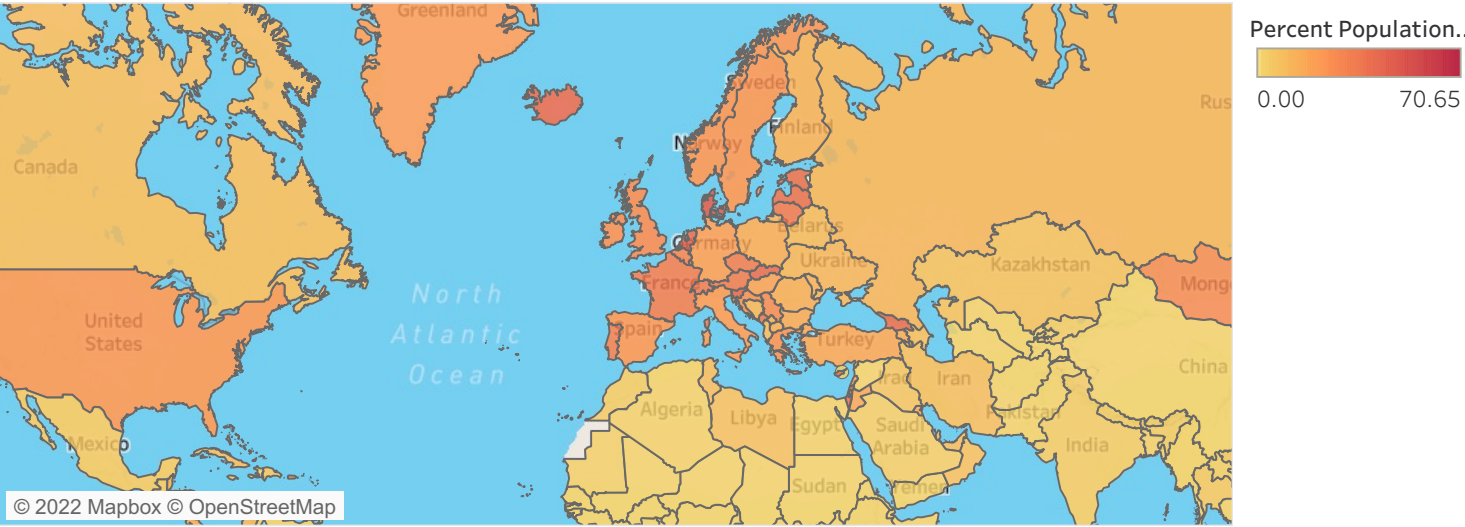 Greenland
Percent Population..
0.00 70.65
Sweden
Rus
Finland
Norway
Canada
Belarus
Germany
Ukraine
Kazakhstan
France
Mong
North
Atlantic
Ocean
United
States
Spain
Turkey
China
Iraq
Iran
Algeria
Libya
Egypt
Pakistan
Saudi
Arabia
India
Mexico
Sudan
Yemen
© 2022 Mapbox © OpenStreetMap